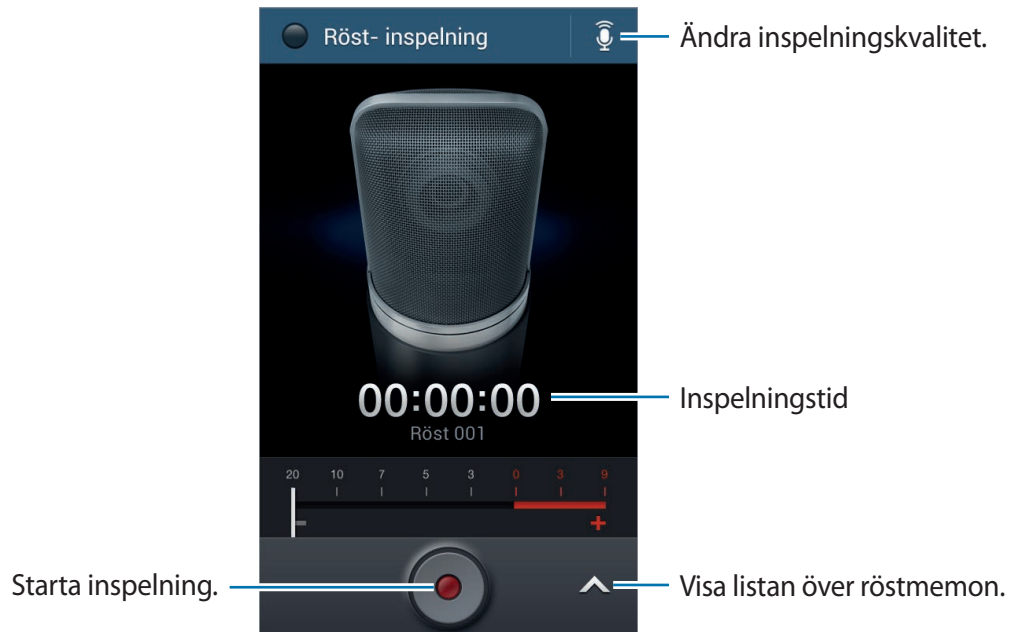 Röst- inspelning
Ändra inspelningskvalitet.
00:00:00
Inspelningstid
Röst 001
20 10 7 5 3 0 3 9
- +
Starta inspelning.
Visa listan över röstmemon.